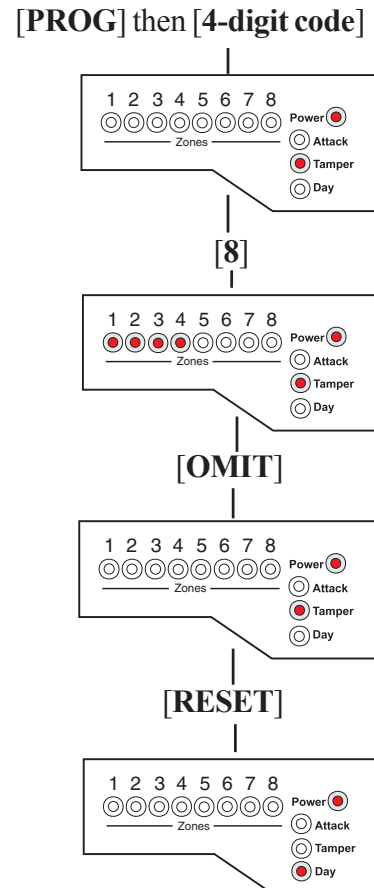 [PROG] then [4-digit code]
1 2 3 4 5 6 7 8
Power
Attack
Zones
Tamper
Day
[8]
1 2 3 4 5 6 7 8
Power
Attack
Zones
Tamper
Day
[OMIT]
1 2 3 4 5 6 7 8
Power
Attack
Zones
Tamper
Day
[RESET]
1 2 3 4 5 6 7 8
Power
Attack
Zones
Tamper
Day